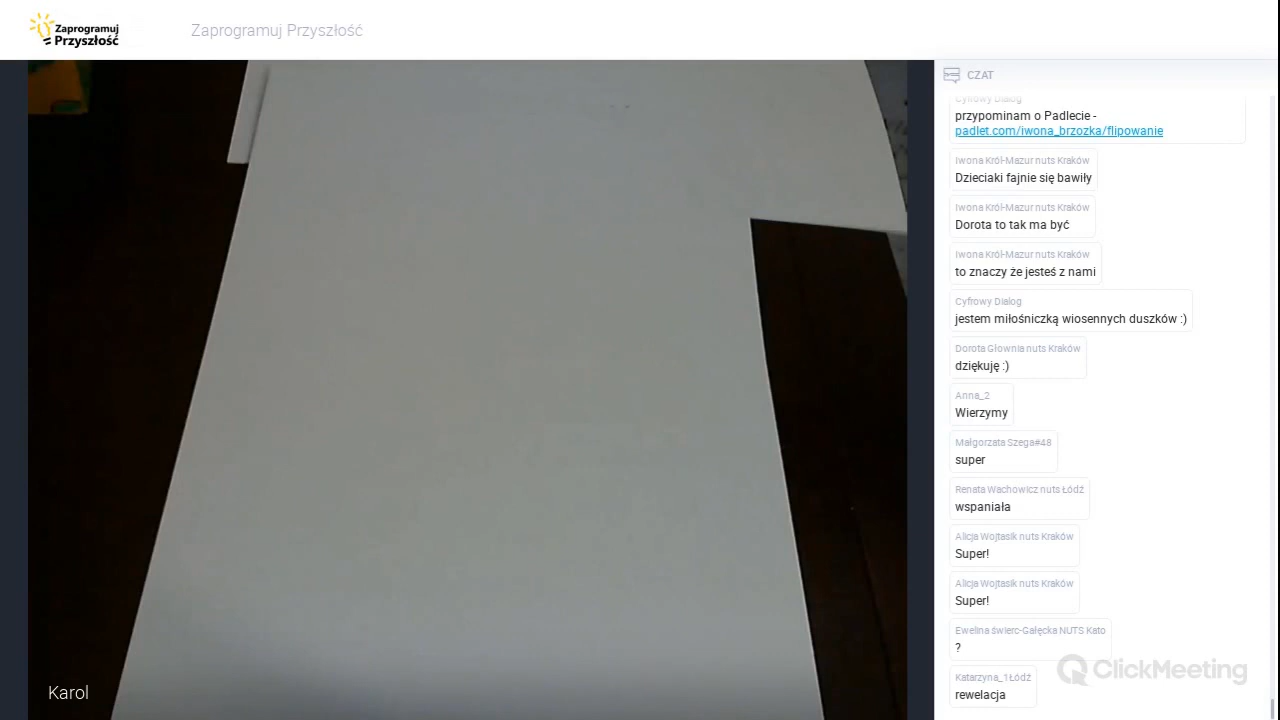 Zaprogramuj
Przyszłość
Zaprogramuj Przyszłość
CZAT
Cyfrowy Dialog
przypominam o Padlecie -
padlet.com/iwona_brzozka/flipowanie
Iwona Król-Mazur nuts Kraków
Dzieciaki fajnie się bawiły
Iwona Król-Mazur nuts Kraków
Dorota to tak ma być
Iwona Król-Mazur nuts Kraków
to znaczy że jesteś z nami
Cyfrowy Dialog
jestem miłośniczką wiosennych duszków :)
Dorota Głownia nuts Kraków
dziękuję :)
Anna_2
Wierzymy
Małgorzata Szega#48
super
Renata Wachowicz nuts Łódź
wspaniała
Alicja Wojtasik nuts Kraków
Super!
Alicja Wojtasik nuts Kraków
Super!
Ewelina świerc-Gałęcka NUTS Kato
?
ClickMeeting
Katarzyna_1Łódź
rewelacja
Karol